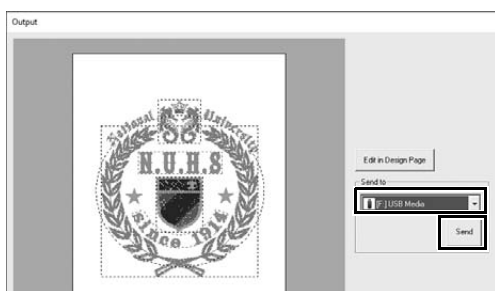 Output
National University
N.U.H.S
since 1914
Edit in Design Page
Send to
[F:] USB Media
Send